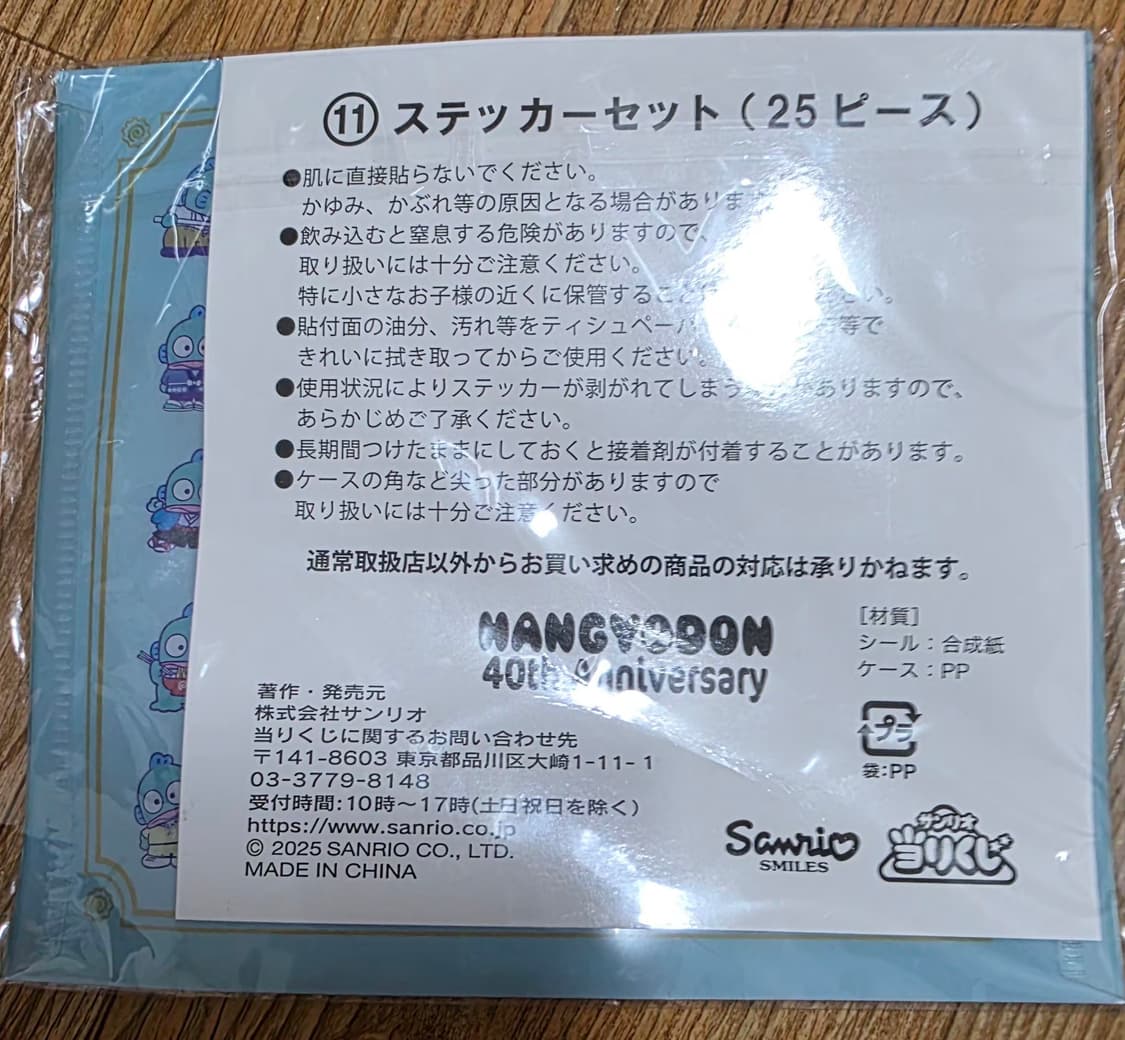 ⑪ステッカーセット（25ピース）
●肌に直接貼らないでください。
かゆみ、かぶれ等の原因となる場合がありま
●飲み込むと窒息する危険がありますので、
取り扱いには十分ご注意ください。
特に小さなお子様の近くに保管すること
●貼付面の油分、汚れ等をティシュペーパ 等で
きれいに拭き取ってからご使用ください。
●使用状況によりステッカーが剥がれてしまう がありますので、
あらかじめご了承ください。
●長期間つけたままにしておくと接着剤が付着することがあります。
●ケースの角など尖った部分がありますので
取り扱いには十分ご注意ください。
通常取扱店以外からお買い求めの商品の対応は承りかねます。
HANGYODON
40th Anniversary
[材質]
シール：合成紙
ケース：PP
プラ
袋:PP
著作・発売元
株式会社サンリオ
当りくじに関するお問い合わせ先
〒141-8603 東京都品川区大崎1-11-1
03-3779-8148
受付時間:10時〜17時(土日祝日を除く)
https://www.sanrio.co.jp
© 2025 SANRIO CO., LTD.
MADE IN CHINA
Sanrio
SMILES
サンリオ
当りくじ